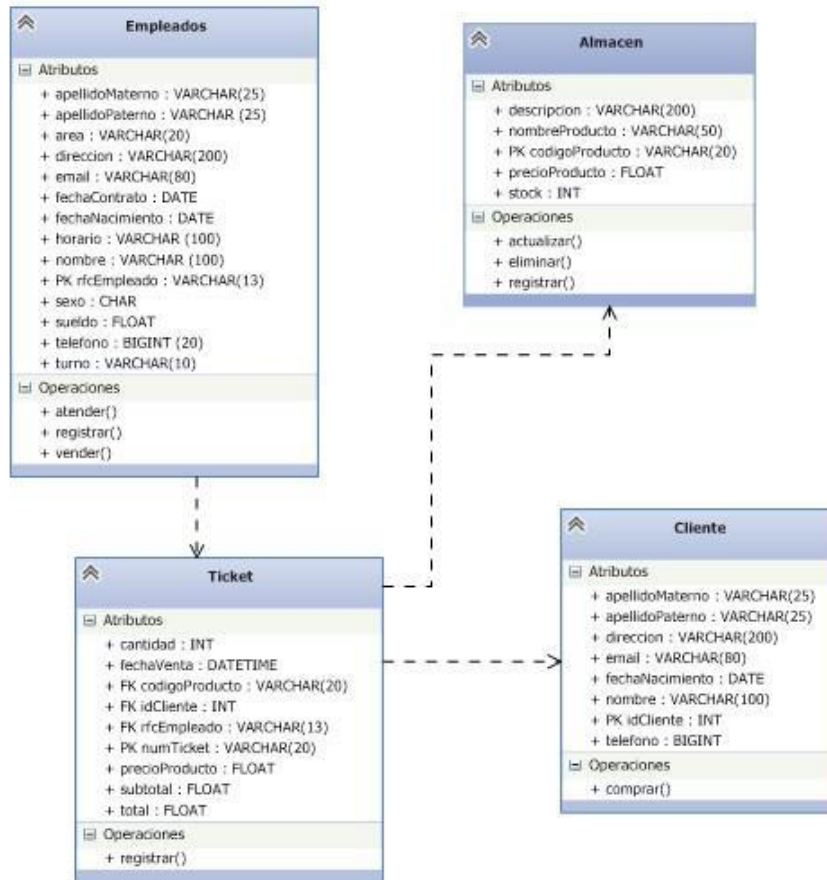 Empleados
Atributos
+ apellidoMaterno : VARCHAR(25)
+ apellidoPaterno : VARCHAR (25)
+ area : VARCHAR(20)
+ direccion : VARCHAR(200)
+ email : VARCHAR(80)
+ fechaContrato : DATE
+ fechaNacimiento : DATE
+ horario : VARCHAR (100)
+ nombre : VARCHAR (100)
+ PK rfcEmpleado : VARCHAR(13)
+ sexo : CHAR
+ sueldo : FLOAT
+ telefono : BIGINT (20)
+ turno : VARCHAR(10)
Operaciones
+ atender()
+ registrar()
+ vender()
Almacen
Atributos
+ descripcion : VARCHAR(200)
+ nombreProducto : VARCHAR(50)
+ PK codigoProducto : VARCHAR(20)
+ precioProducto : FLOAT
+ stock : INT
Operaciones
+ actualizar()
+ eliminar()
+ registrar()
Ticket
Atributos
+ cantidad : INT
+ fechaVenta : DATETIME
+ FK codigoProducto : VARCHAR(20)
+ FK idCliente : INT
+ FK rfcEmpleado : VARCHAR(13)
+ PK numTicket : VARCHAR(20)
+ precioProducto : FLOAT
+ subtotal : FLOAT
+ total : FLOAT
Operaciones
+ registrar()
Cliente
Atributos
+ apellidoMaterno : VARCHAR(25)
+ apellidoPaterno : VARCHAR(25)
+ direccion : VARCHAR(200)
+ email : VARCHAR(80)
+ fechaNacimiento : DATE
+ nombre : VARCHAR(100)
+ PK idCliente : INT
+ telefono : BIGINT
Operaciones
+ comprar()